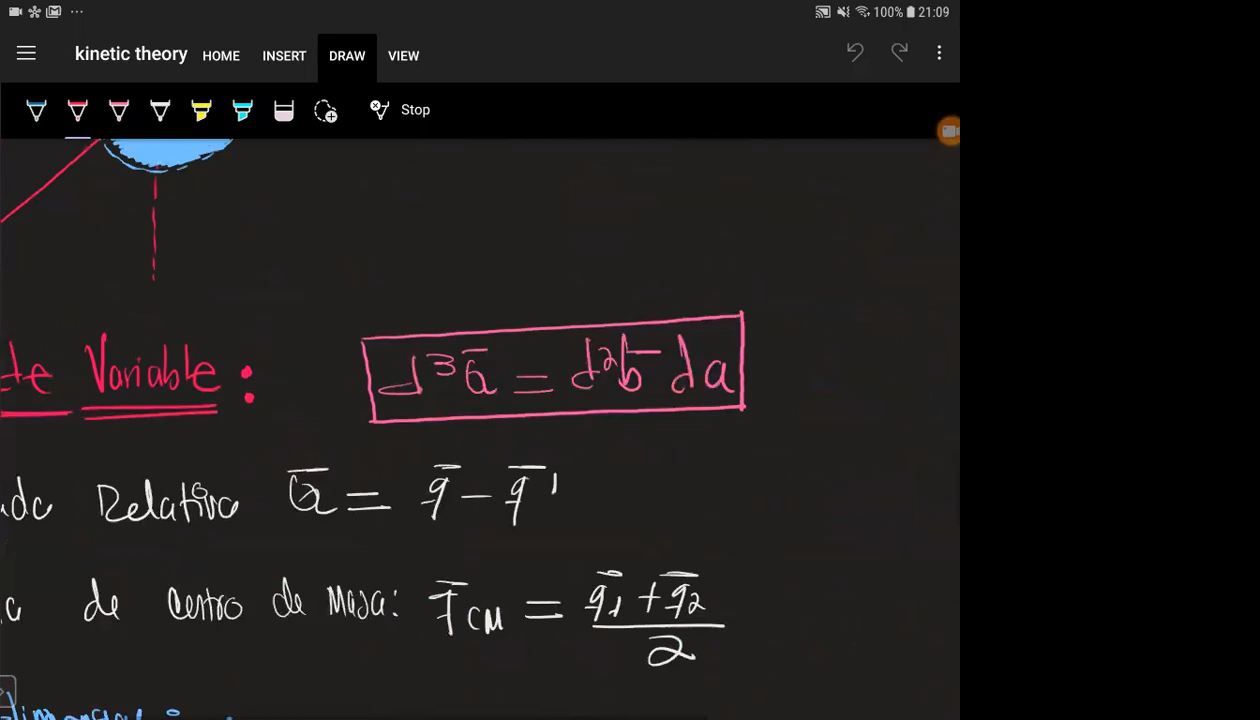 100% 21:09
kinetic theory HOME INSERT DRAW VIEW
Stop
de Variable:
d³ā = d²b̄ da
Relativa ā = q̄ - q̄'
de centro de Masa: q̄CM = (q̄1 + q̄2)/2